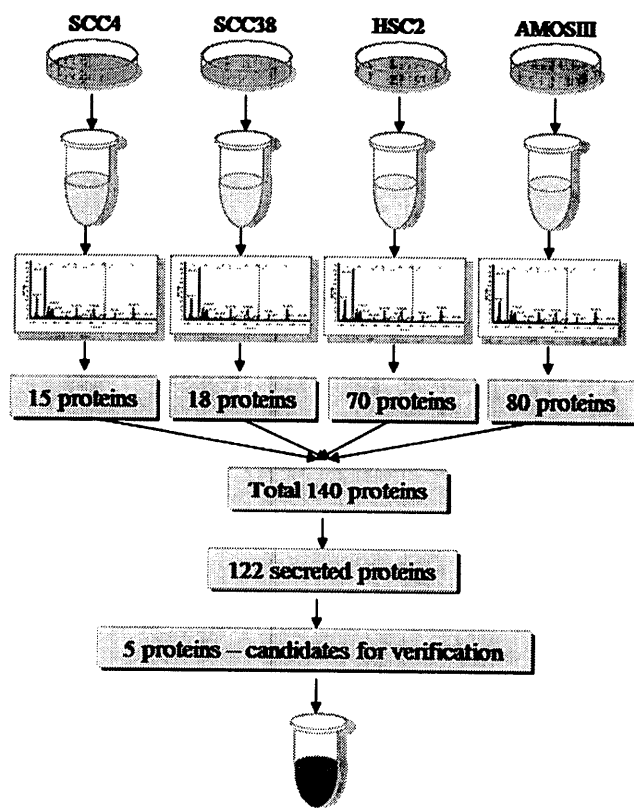 SCC4 SCC38 HSC2 AMOSIII
15 proteins 18 proteins 70 proteins 80 proteins
Total 140 proteins
122 secreted proteins
5 proteins – candidates for verification